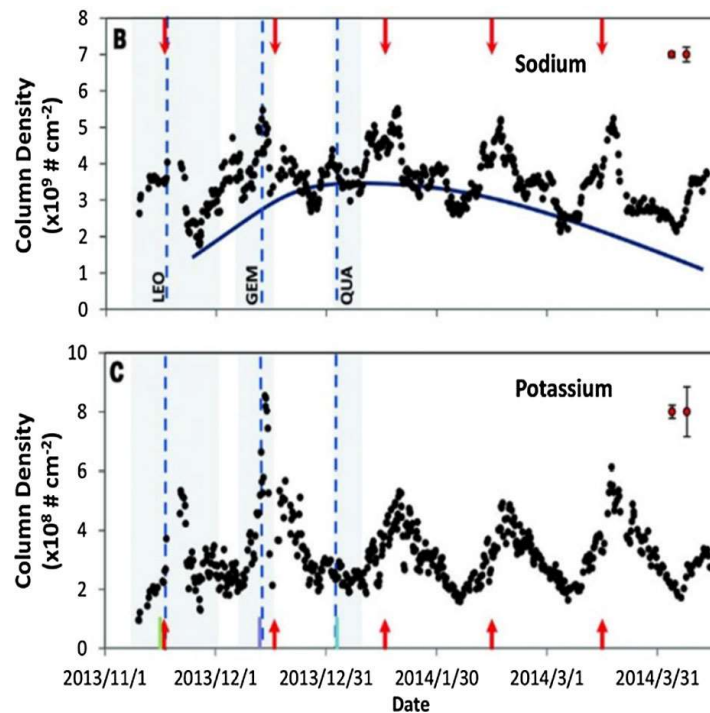 8
7
6
5
4
3
2
1
0
B
Sodium
Column Density
(x10⁹ # cm⁻²)
LEO
GEM
QUA
10
8
6
4
2
0
C
Potassium
Column Density
(x10⁸ # cm⁻²)
2013/11/1 2013/12/1 2013/12/31 2014/1/30 2014/3/1 2014/3/31
Date